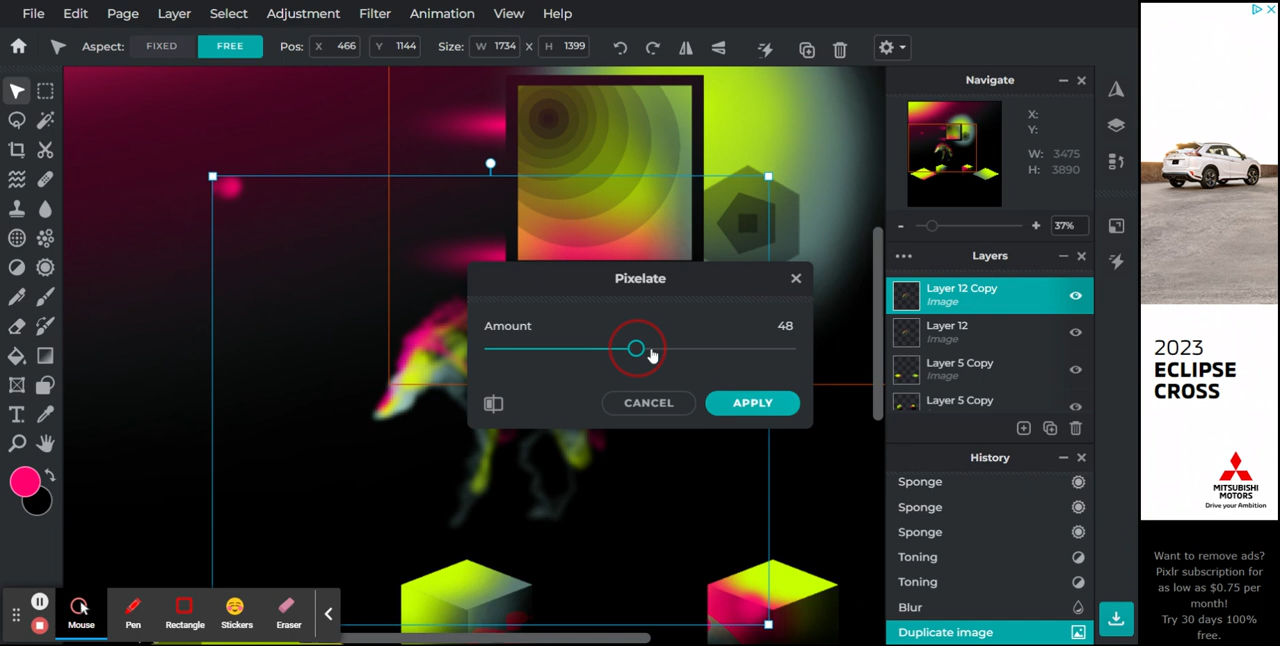 File Edit Page Layer Select Adjustment Filter Animation View Help
Aspect: FIXED FREE Pos: X 466 Y 1144 Size: W 1734 X H 1399
Navigate
X:
Y:
W: 3475
H: 3890
- + 37%
Layers
Layer 12 Copy
Image
Layer 12
Image
Layer 5 Copy
Image
Layer 5 Copy
Image
Pixelate
Amount 48
CANCEL APPLY
History
Sponge
Sponge
Sponge
Toning
Toning
Blur
Duplicate image
Mouse Pen Rectangle Stickers Eraser
2023
ECLIPSE
CROSS
MITSUBISHI
MOTORS
Drive your Ambition
Want to remove ads?
Pixlr subscription for
as low as $0.75 per
month!
Try 30 days 100%
free.